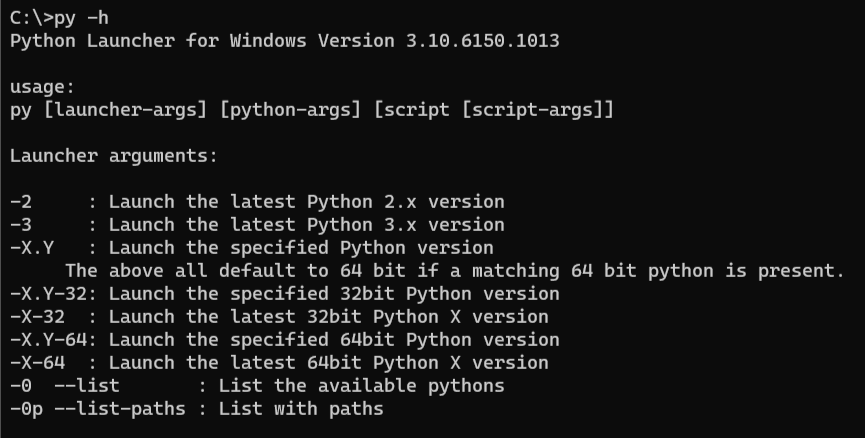 C:\>py -h
Python Launcher for Windows Version 3.10.6150.1013
usage:
py [launcher-args] [python-args] [script [script-args]]
Launcher arguments:
-2     : Launch the latest Python 2.x version
-3     : Launch the latest Python 3.x version
-X.Y   : Launch the specified Python version
     The above all default to 64 bit if a matching 64 bit python is present.
-X.Y-32: Launch the specified 32bit Python version
-X-32  : Launch the latest 32bit Python X version
-X.Y-64: Launch the specified 64bit Python version
-X-64  : Launch the latest 64bit Python X version
-0  --list       : List the available pythons
-0p --list-paths : List with paths